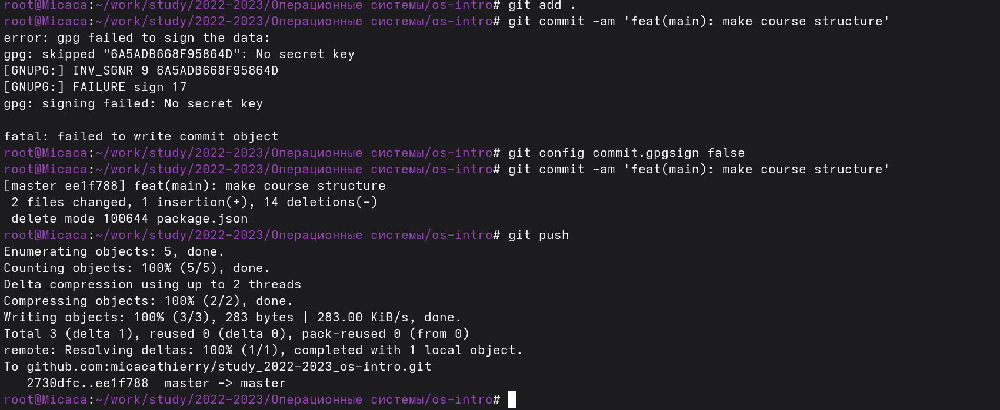 root@Micaca:~/work/study/2022-2023/Операционные системы/os-intro# git add .
root@Micaca:~/work/study/2022-2023/Операционные системы/os-intro# git commit -am 'feat(main): make course structure'
error: gpg failed to sign the data:
gpg: skipped "6A5ADB668F95864D": No secret key
[GNUPG:] INV_SGNR 9 6A5ADB668F95864D
[GNUPG:] FAILURE sign 17
gpg: signing failed: No secret key
fatal: failed to write commit object
root@Micaca:~/work/study/2022-2023/Операционные системы/os-intro# git config commit.gpgsign false
root@Micaca:~/work/study/2022-2023/Операционные системы/os-intro# git commit -am 'feat(main): make course structure'
[master ee1f788] feat(main): make course structure
 2 files changed, 1 insertion(+), 14 deletions(-)
 delete mode 100644 package.json
root@Micaca:~/work/study/2022-2023/Операционные системы/os-intro# git push
Enumerating objects: 5, done.
Counting objects: 100% (5/5), done.
Delta compression using up to 2 threads
Compressing objects: 100% (2/2), done.
Writing objects: 100% (3/3), 283 bytes | 283.00 KiB/s, done.
Total 3 (delta 1), reused 0 (delta 0), pack-reused 0 (from 0)
remote: Resolving deltas: 100% (1/1), completed with 1 local object.
To github.com:micacathierry/study_2022-2023_os-intro.git
   2730dfc..ee1f788  master -> master
root@Micaca:~/work/study/2022-2023/Операционные системы/os-intro#